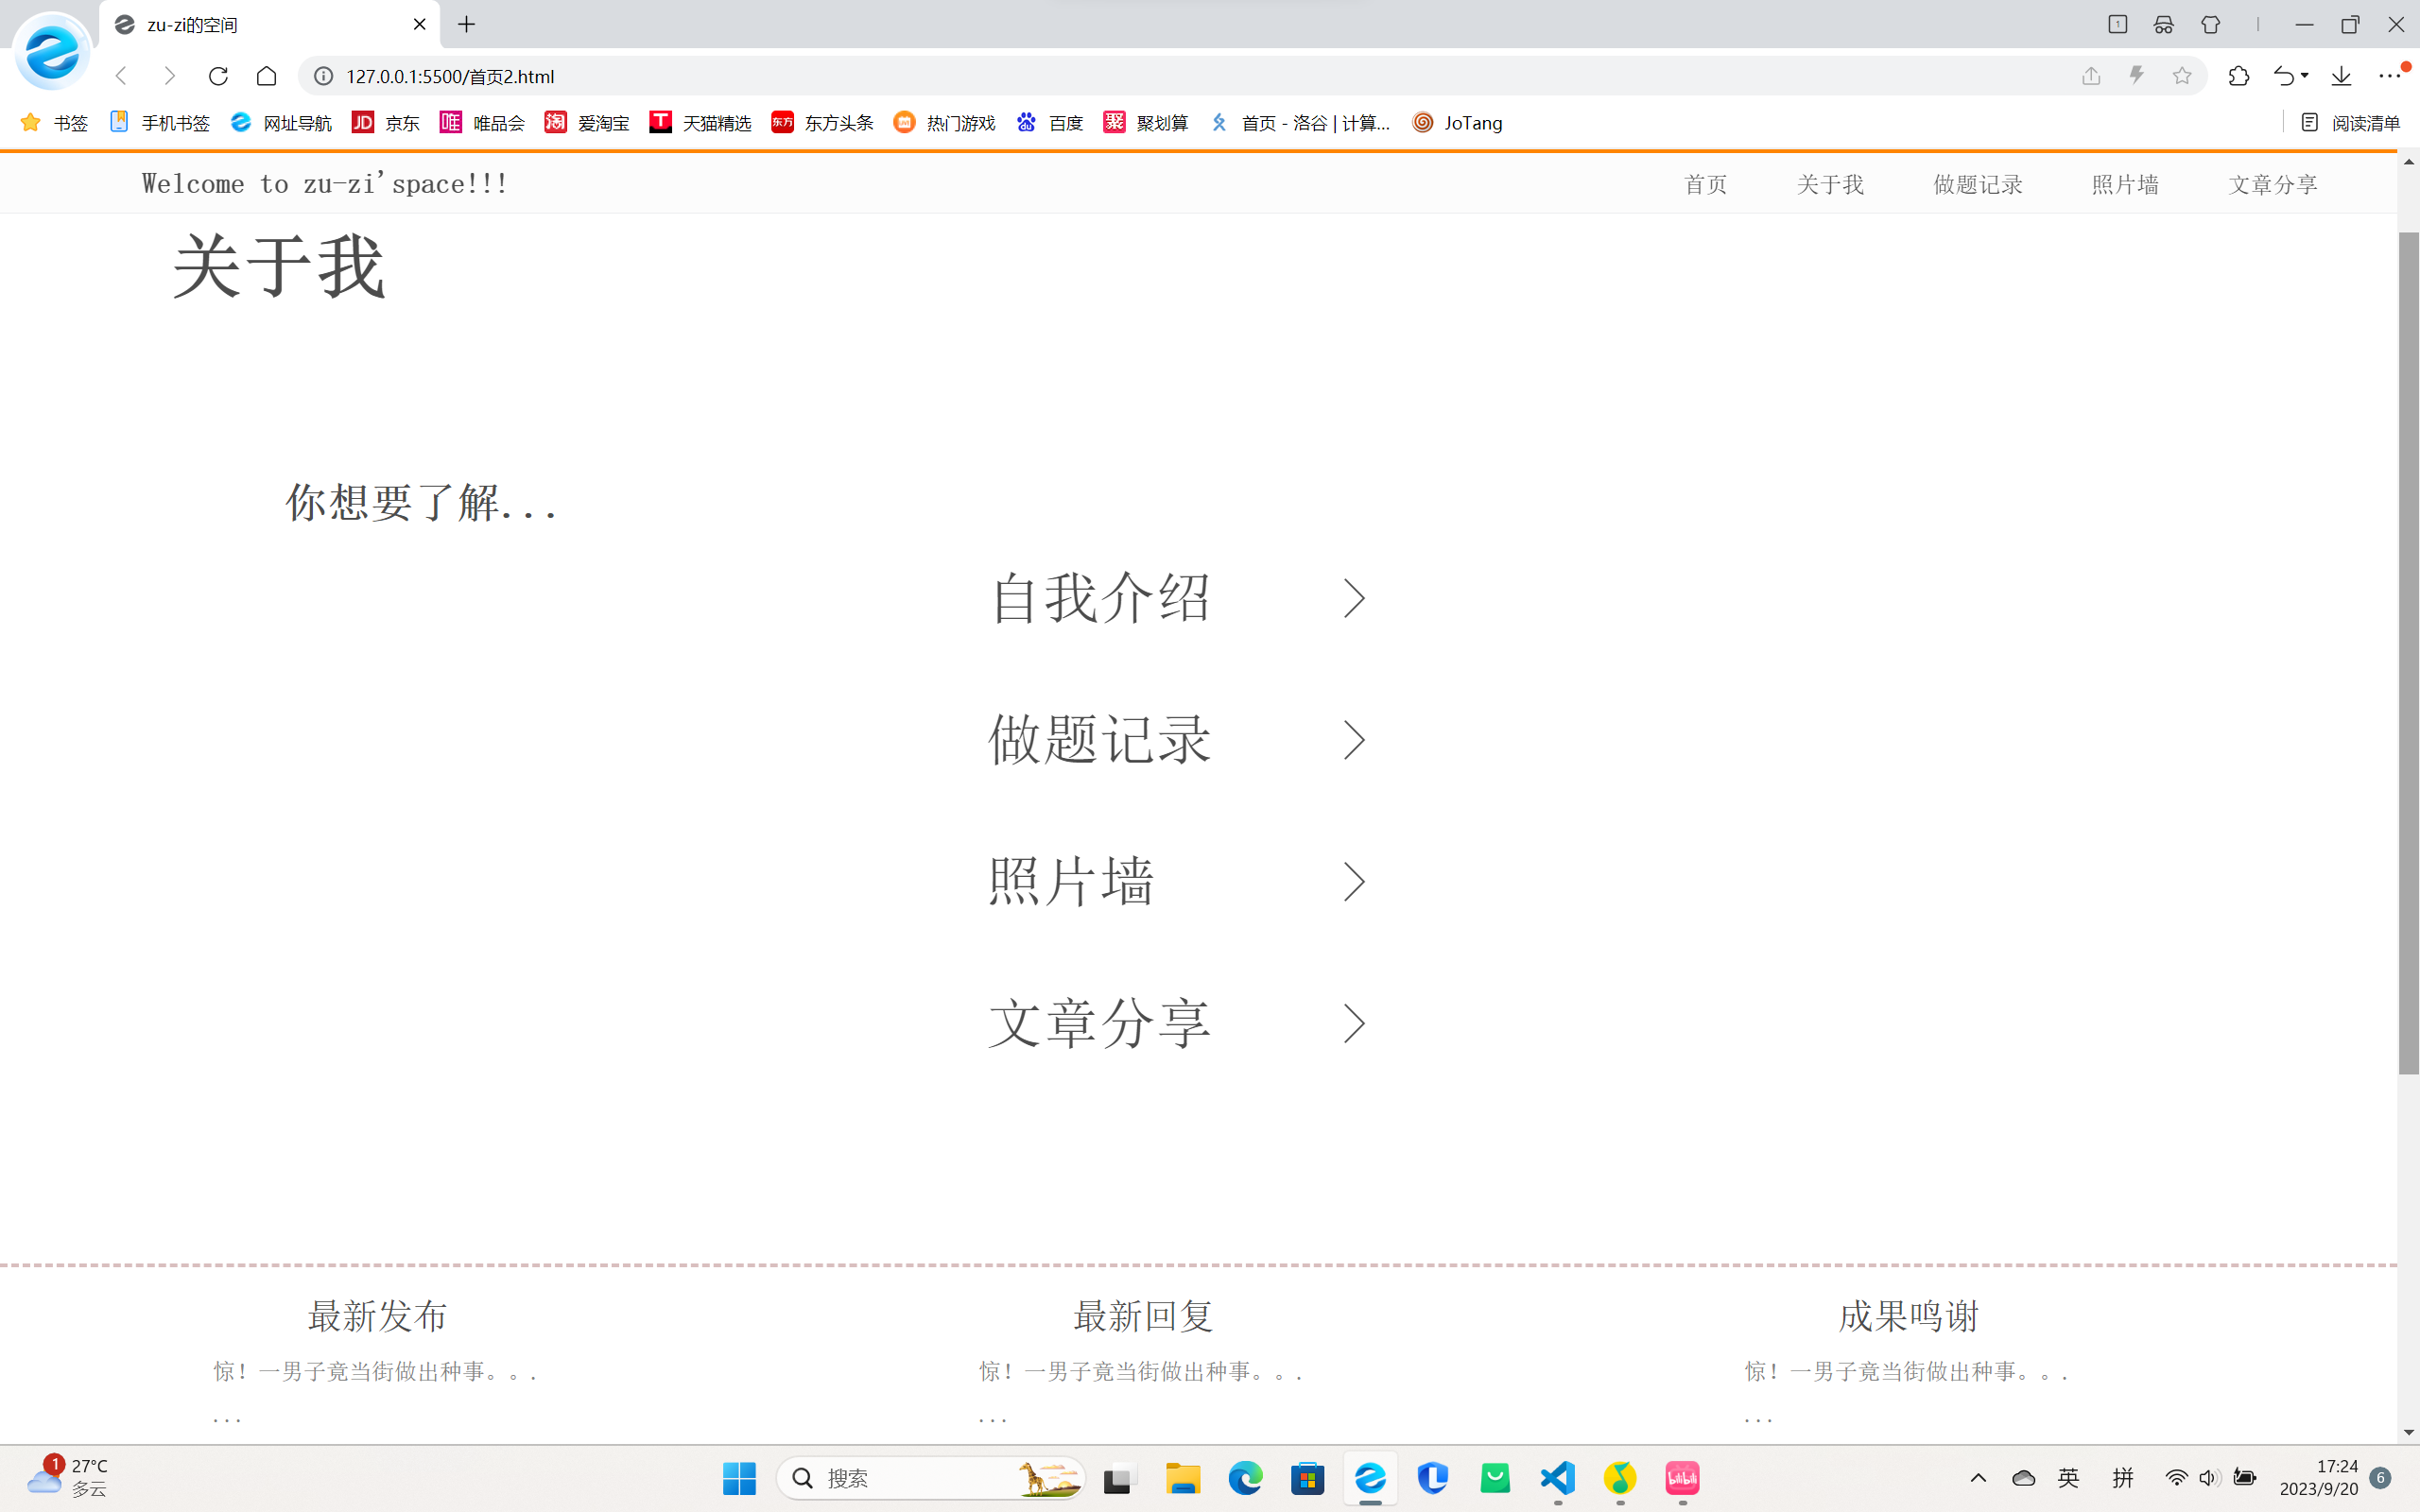 zu-zi的空间
1
127.0.0.1:5500/首页2.html
书签 手机书签 网址导航 JD 京东 唯 唯品会 淘 爱淘宝 T 天猫精选 东方 东方头条 热门游戏 百度 聚 聚划算 首页 - 洛谷 | 计算... JoTang 阅读清单
Welcome to zu-zi'space!!! 首页 关于我 做题记录 照片墙 文章分享
关于我
你想要了解...
自我介绍
做题记录
照片墙
文章分享
最新发布 最新回复 成果鸣谢
惊！一男子竟当街做出种事。。. 惊！一男子竟当街做出种事。。. 惊！一男子竟当街做出种事。。.
... ... ...
1 27°C 搜索 bilibili 英 拼 17:24
多云 2023/9/20 6